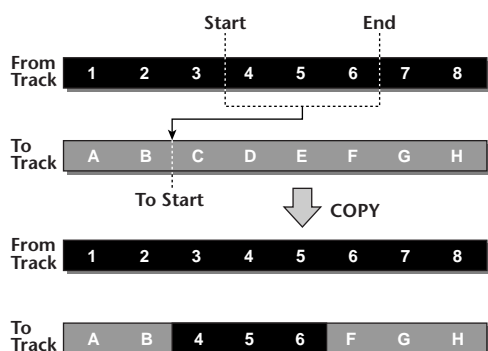 Start End
From Track 1 2 3 4 5 6 7 8
To Track A B C D E F G H
To Start
COPY
From Track 1 2 3 4 5 6 7 8
To Track A B 4 5 6 F G H